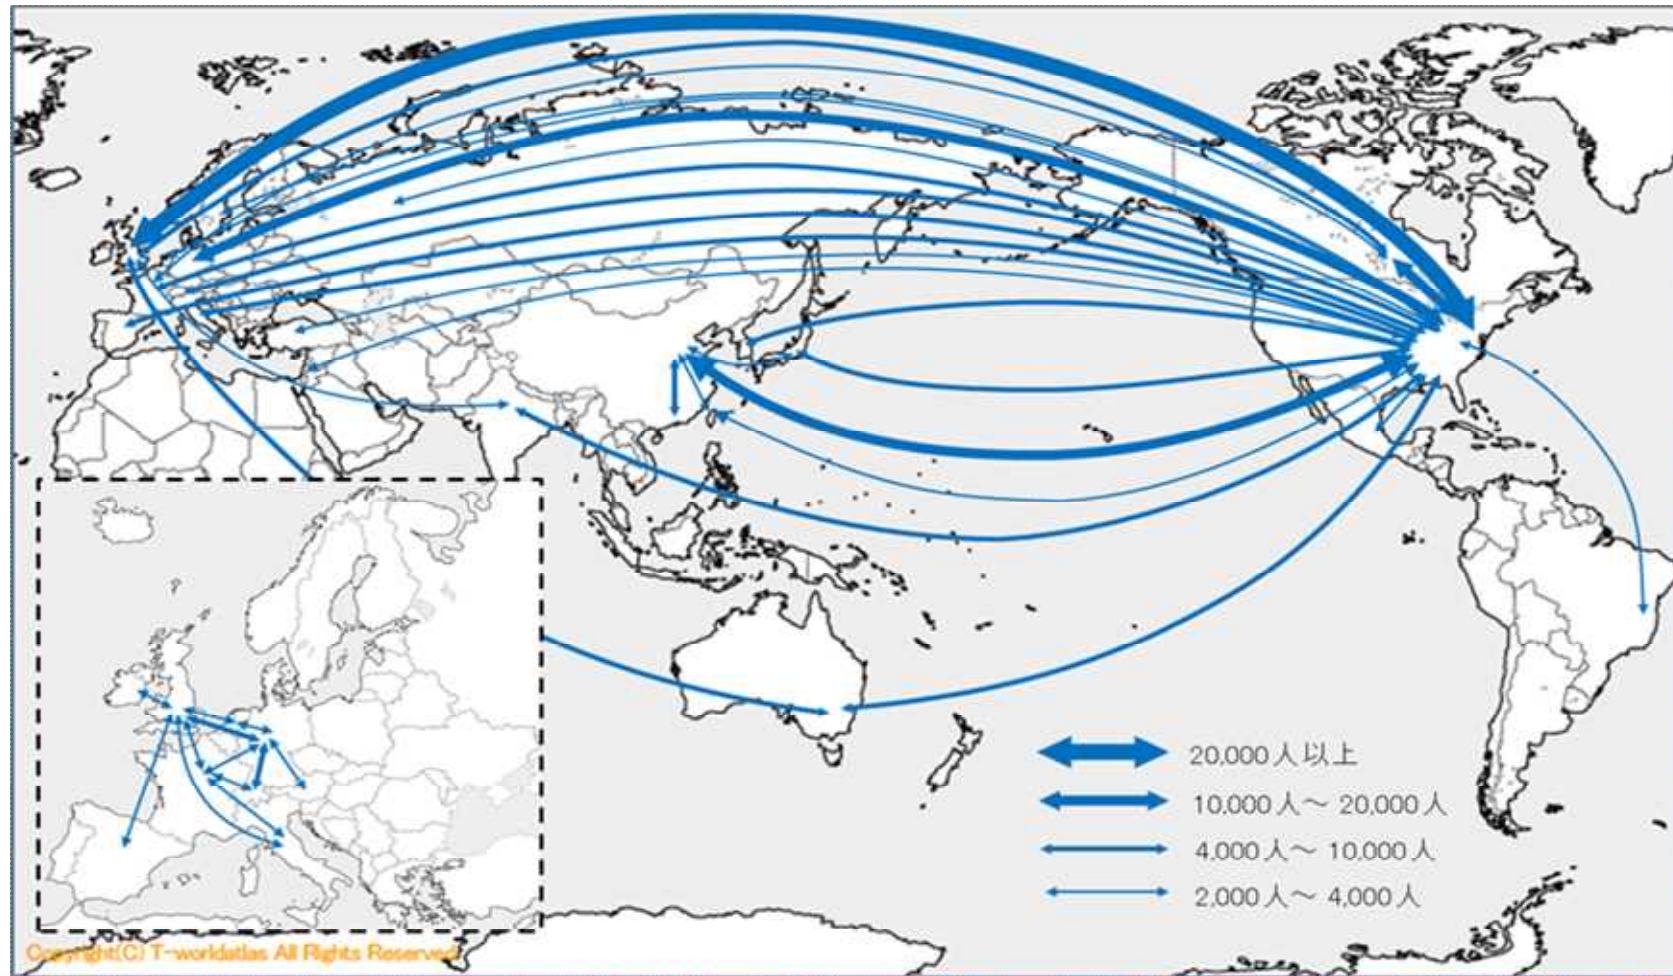 20,000人以上
10,000人～20,000人
4,000人～10,000人
2,000人～4,000人
Copyright(C) T-worldatlas All Rights Reserved